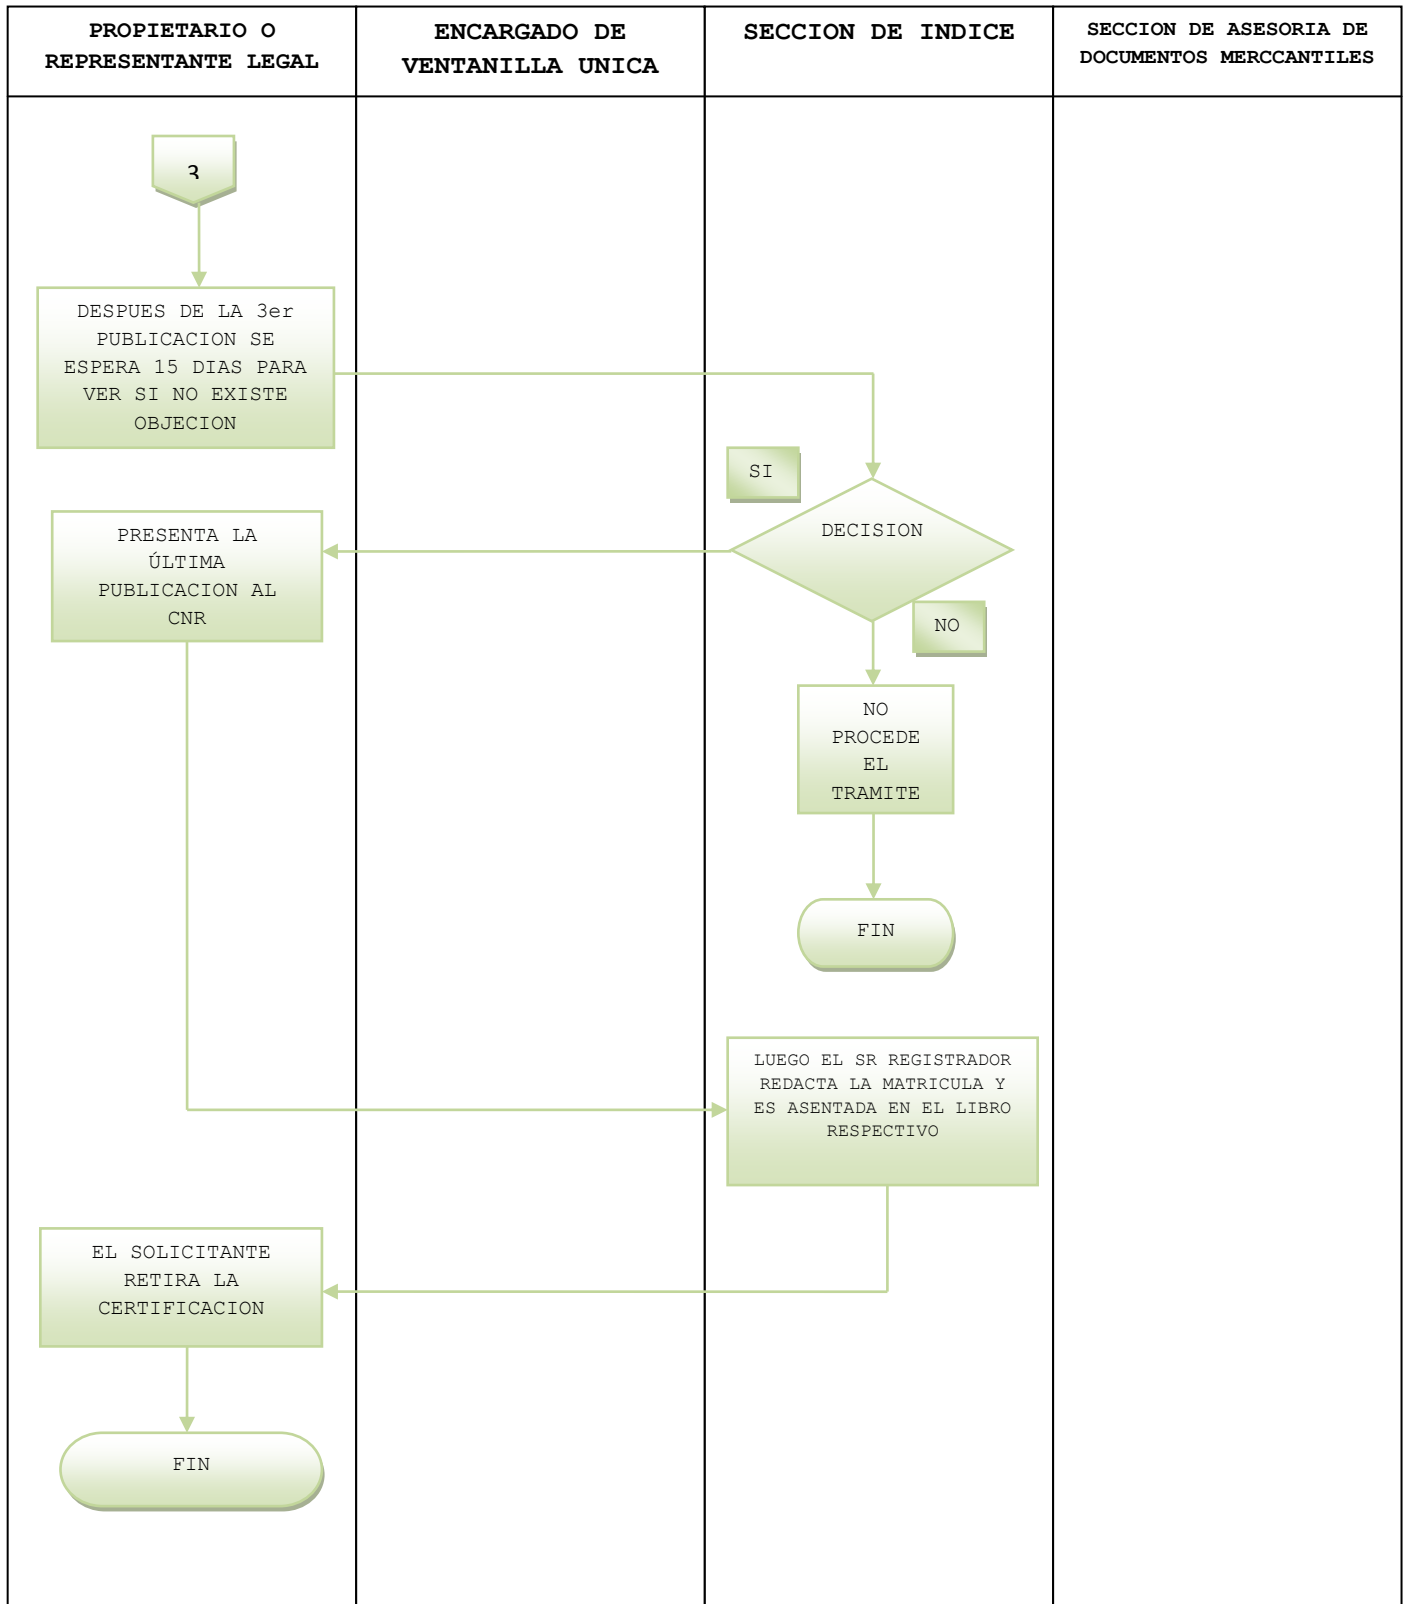 PROPIETARIO O
REPRESENTANTE LEGAL
ENCARGADO DE
VENTANILLA UNICA
SECCION DE INDICE
SECCION DE ASESORIA DE
DOCUMENTOS MERCCANTILES
3
DESPUES DE LA 3er
PUBLICACION SE
ESPERA 15 DIAS PARA
VER SI NO EXISTE
OBJECION
SI
DECISION
PRESENTA LA
ÚLTIMA
PUBLICACION AL
CNR
NO
NO
PROCEDE
EL
TRAMITE
FIN
LUEGO EL SR REGISTRADOR
REDACTA LA MATRICULA Y
ES ASENTADA EN EL LIBRO
RESPECTIVO
EL SOLICITANTE
RETIRA LA
CERTIFICACION
FIN